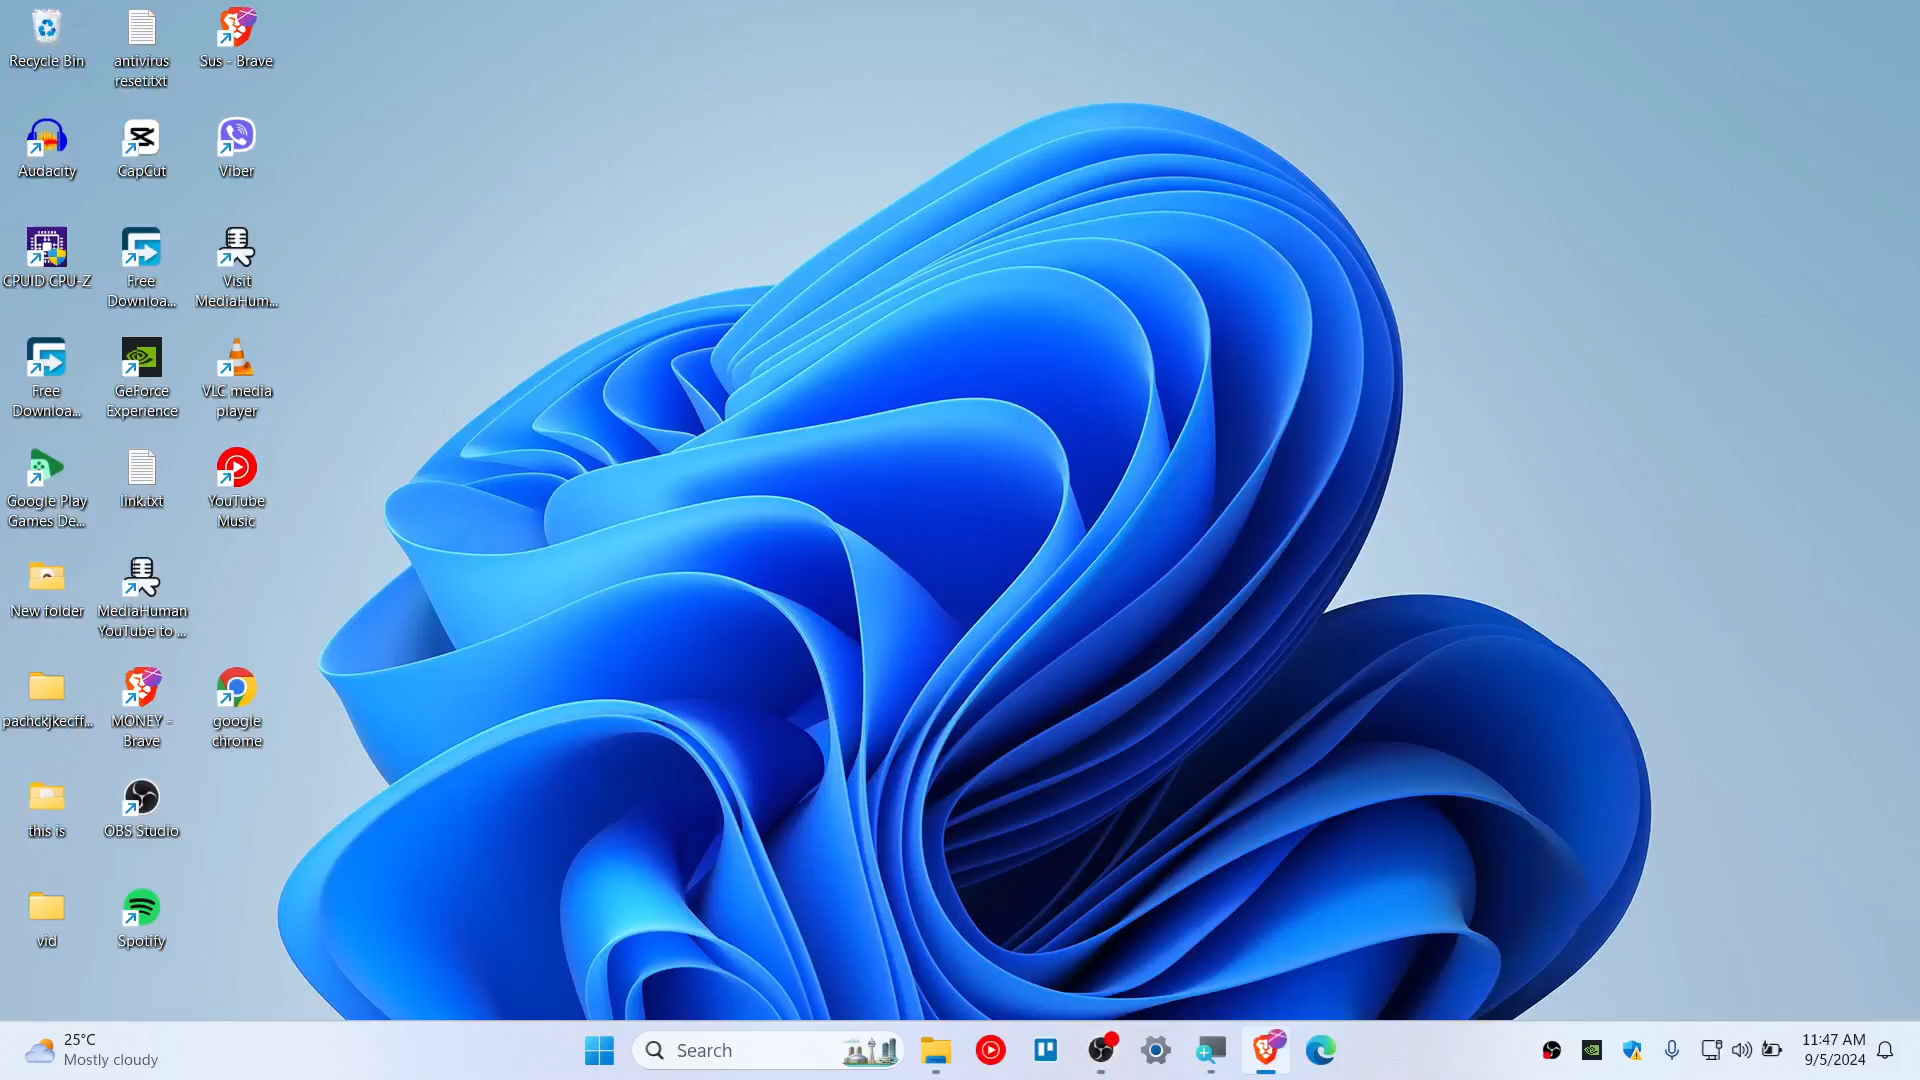 Recycle Bin
antivirus
reset.txt
Sus - Brave
Audacity
CapCut
Viber
CPUID CPU-Z
Free
Downloa...
Visit
MediaHum...
Free
Downloa...
GeForce
Experience
VLC media
player
Google Play
Games De...
link.txt
YouTube
Music
New folder
MediaHuman
YouTube to ...
pachckjkecff...
MONEY -
Brave
google
chrome
this is
OBS Studio
vid
Spotify
25°C
Mostly cloudy
Search
11:47 AM
9/5/2024